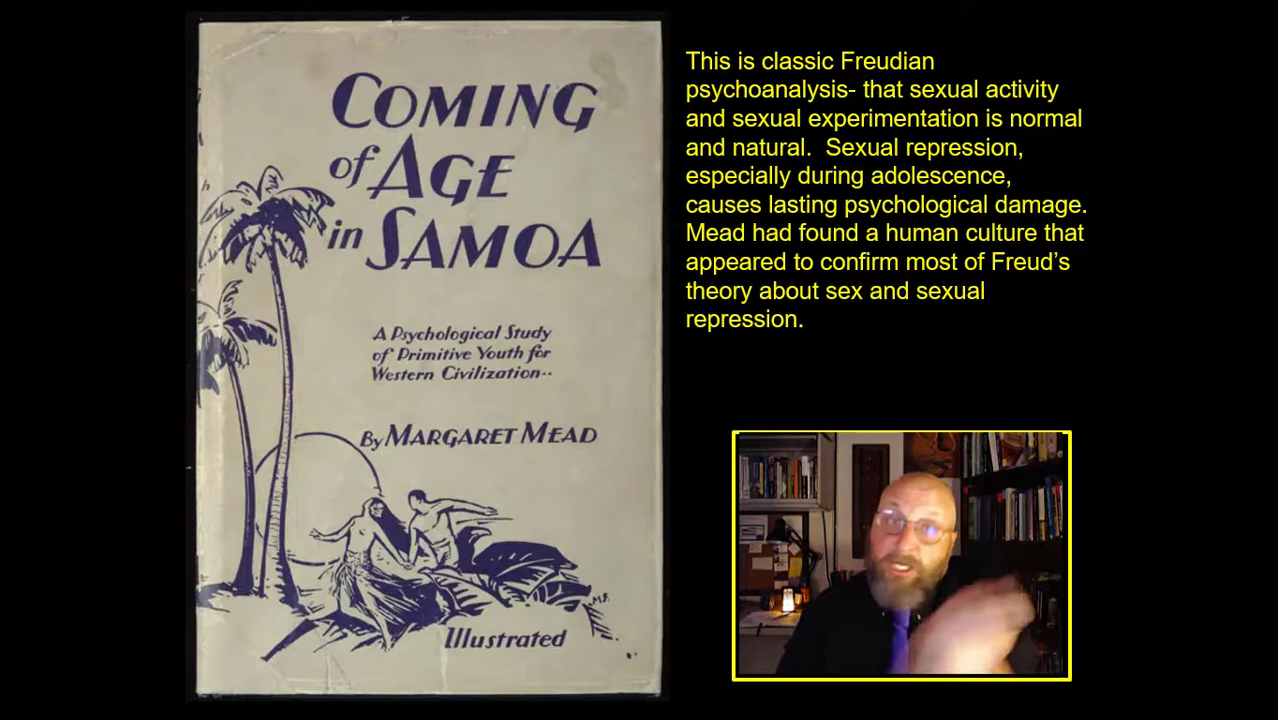 COMING
of AGE
in SAMOA
A Psychological Study
of Primitive Youth for
Western Civilization--
By MARGARET MEAD
Illustrated
This is classic Freudian
psychoanalysis- that sexual activity
and sexual experimentation is normal
and natural.  Sexual repression,
especially during adolescence,
causes lasting psychological damage.
Mead had found a human culture that
appeared to confirm most of Freud's
theory about sex and sexual
repression.